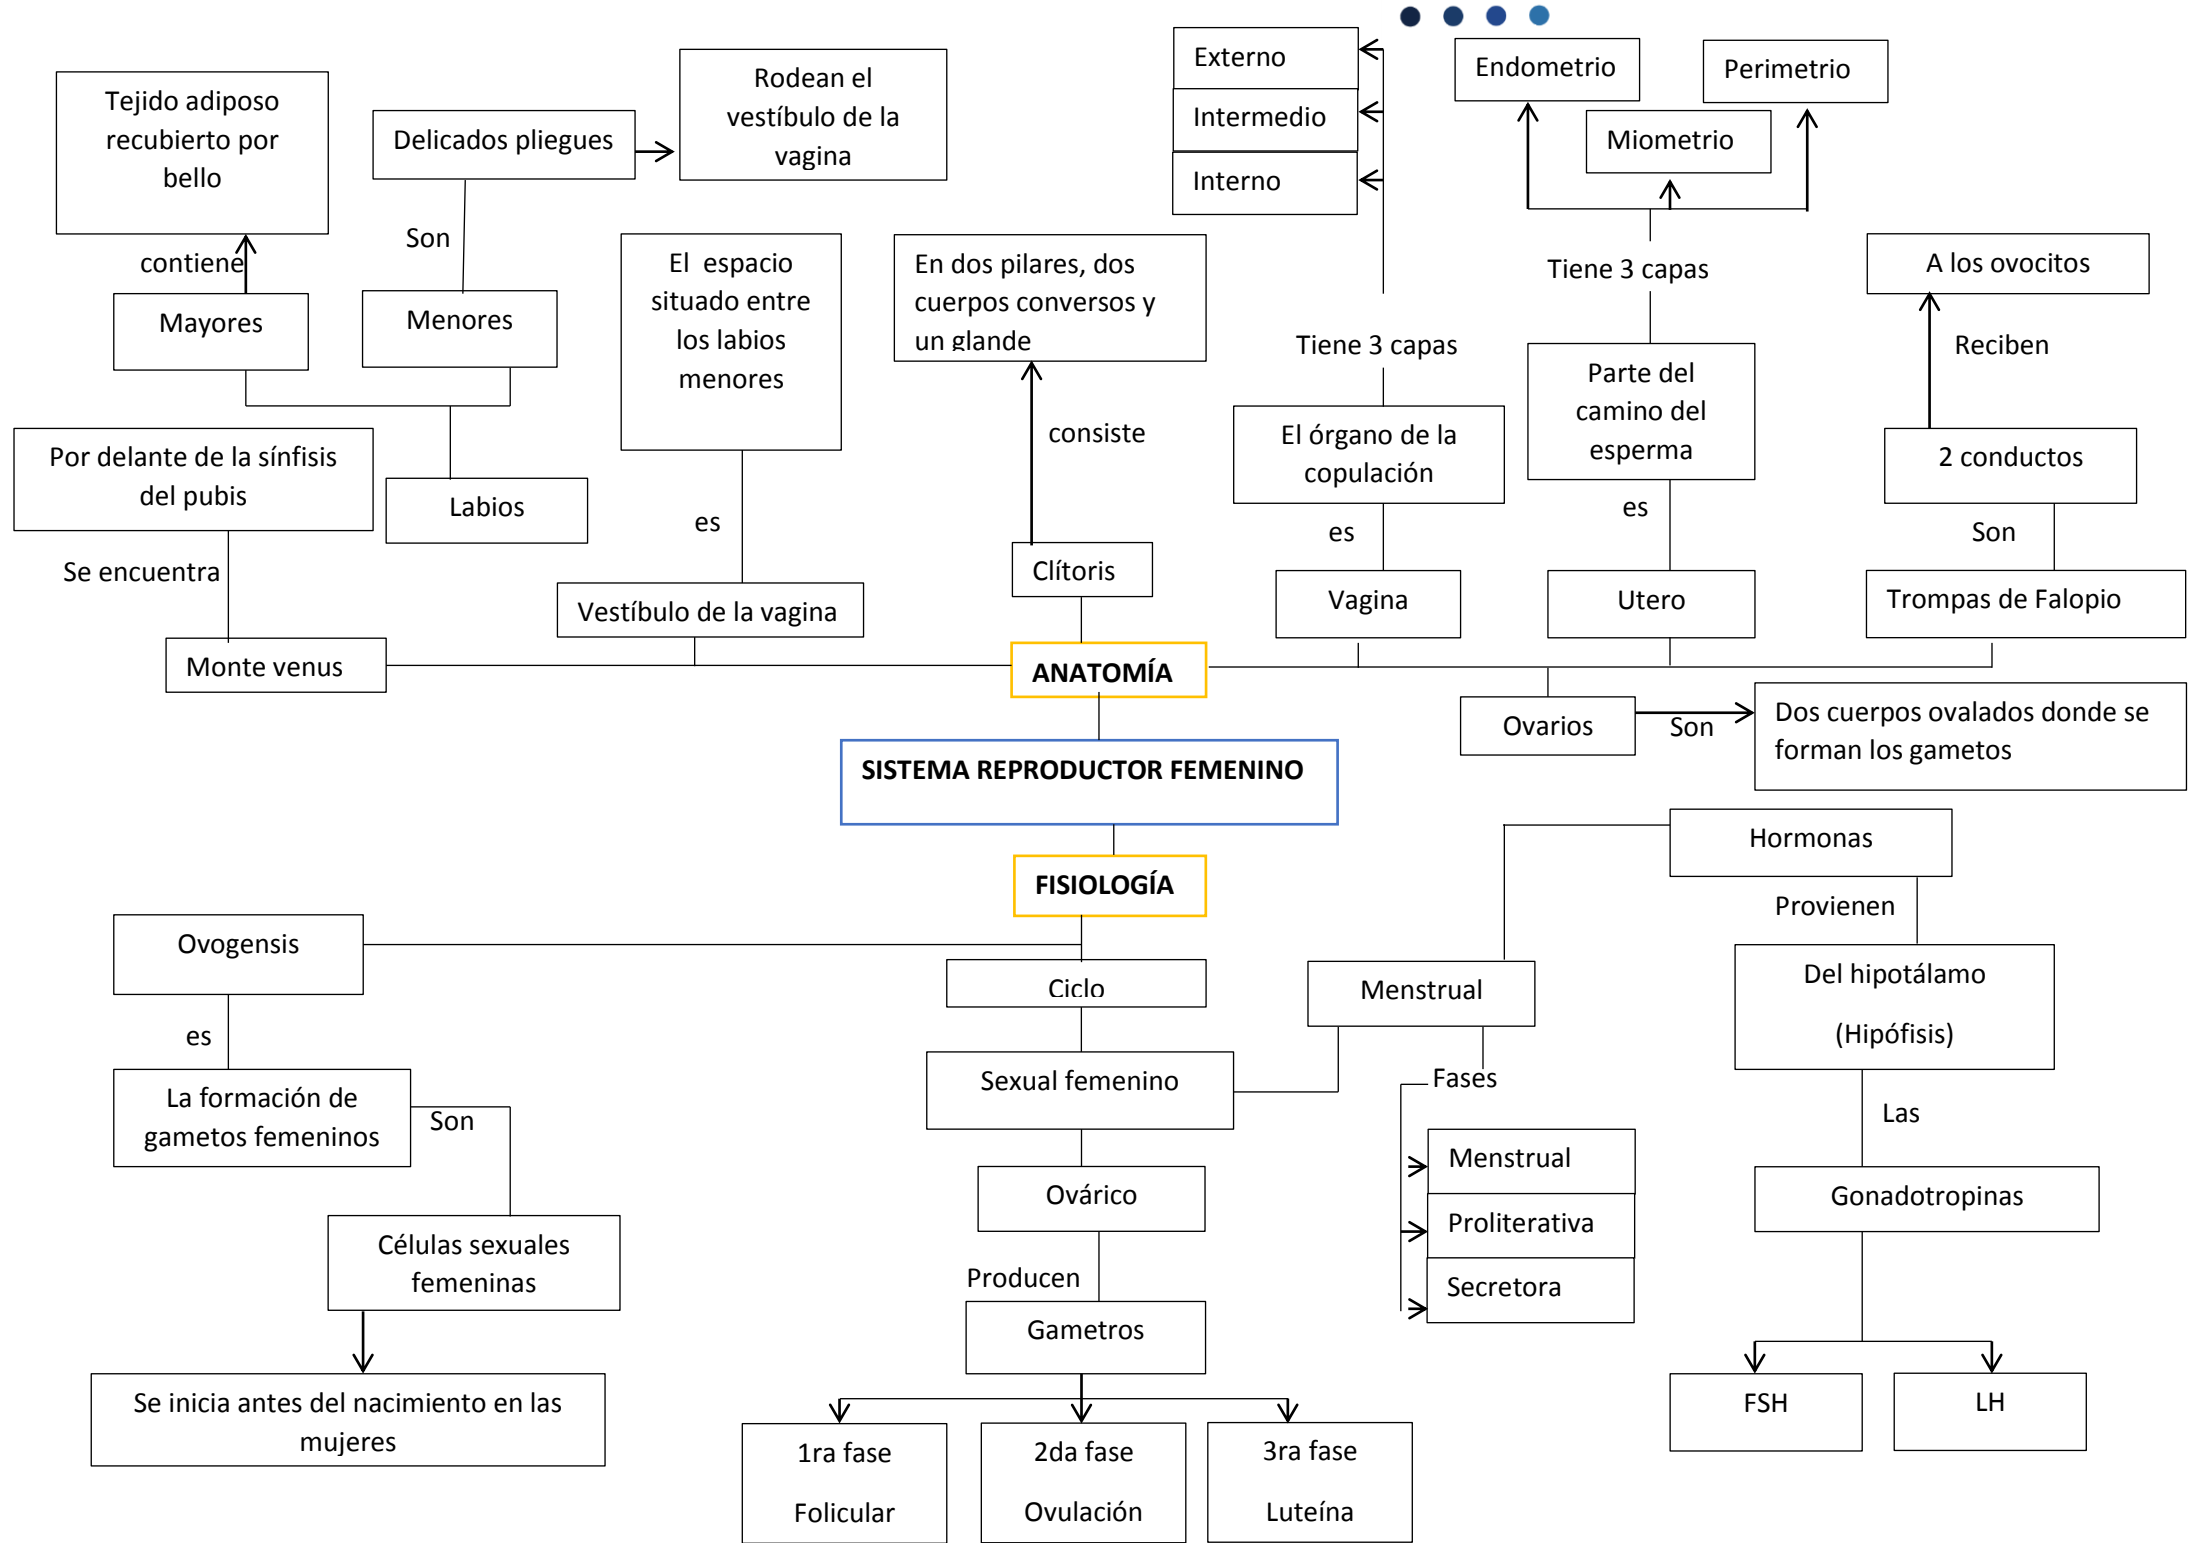 Externo
Intermedio
Interno
Endometrio
Perimetrio
Miometrio
Tejido adiposo
recubierto por
bello
Delicados pliegues
Rodean el
vestíbulo de la
vagina
contiene
Son
Mayores
Menores
El espacio
situado entre
los labios
menores
En dos pilares, dos
cuerpos conversos y
un glande
Tiene 3 capas
Tiene 3 capas
A los ovocitos
Reciben
Parte del
camino del
esperma
El órgano de la
copulación
2 conductos
consiste
Por delante de la sínfisis
del pubis
Labios
es
es
es
Son
Se encuentra
Clítoris
Vestíbulo de la vagina
Vagina
Utero
Trompas de Falopio
Monte venus
ANATOMÍA
Ovarios
Son
Dos cuerpos ovalados donde se
forman los gametos
SISTEMA REPRODUCTOR FEMENINO
Hormonas
FISIOLOGÍA
Provienen
Ovogensis
Ciclo
Menstrual
Del hipotálamo
(Hipófisis)
es
La formación de
gametos femeninos
Son
Sexual femenino
Fases
Las
Menstrual
Proliterativa
Secretora
Ovárico
Gonadotropinas
Células sexuales
femeninas
Producen
Gametros
Se inicia antes del nacimiento en las
mujeres
1ra fase
Folicular
2da fase
Ovulación
3ra fase
Luteína
FSH
LH